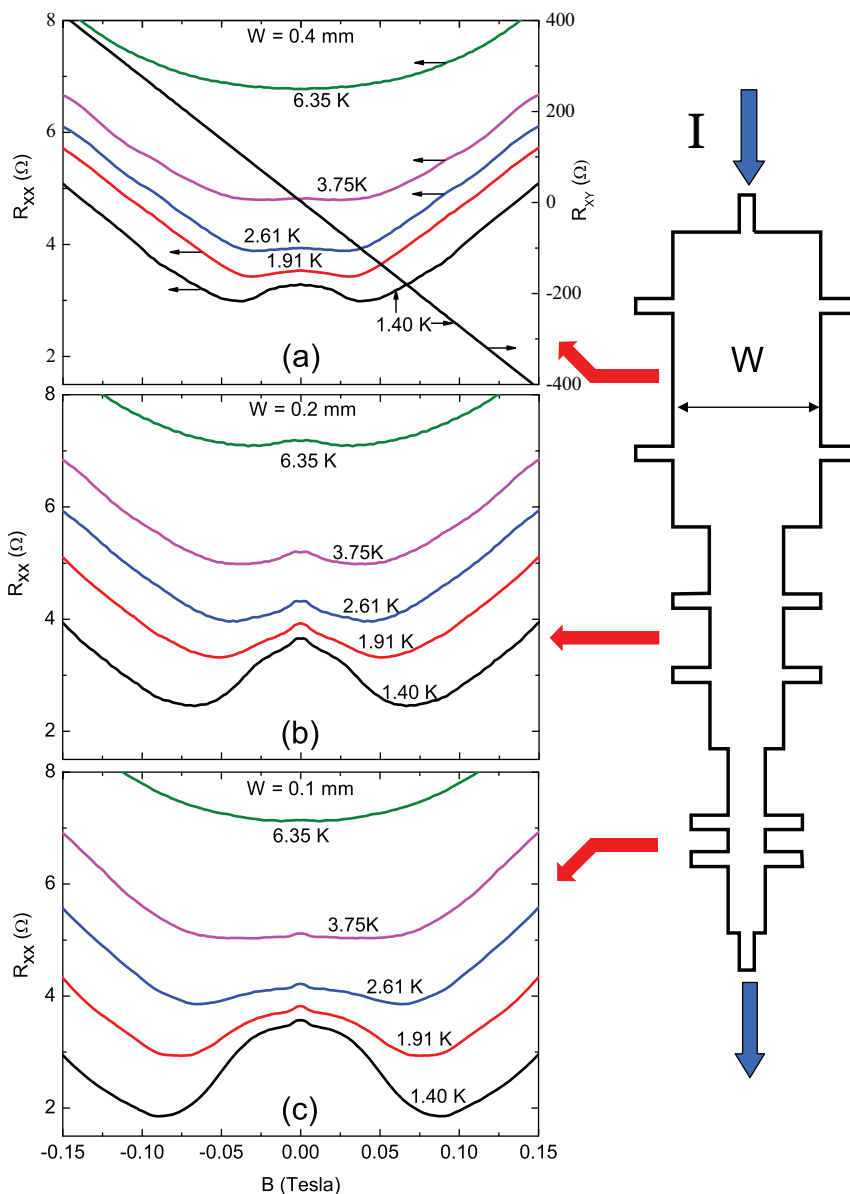 W = 0.4 mm
8
6
4
2
R_XX (Ω)
400
200
0
-200
-400
R_XY (Ω)
6.35 K
3.75K
2.61 K
1.91 K
1.40 K
(a)
W = 0.2 mm
8
6
4
2
R_XX (Ω)
6.35 K
3.75K
2.61 K
1.91 K
1.40 K
(b)
W = 0.1 mm
8
6
4
2
R_XX (Ω)
6.35 K
3.75K
2.61 K
1.91 K
1.40 K
(c)
-0.15 -0.10 -0.05 0.00 0.05 0.10 0.15
B (Tesla)
I
W